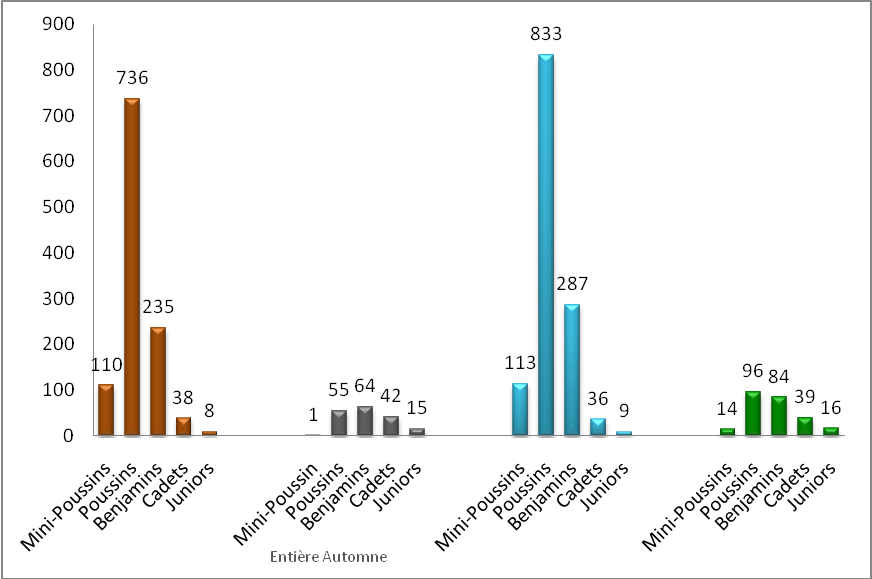 900
800
700
600
500
400
300
200
100
0
110
736
235
38
8
1
55
64
42
15
113
833
287
36
9
14
96
84
39
16
Mini-Poussins
Poussins
Benjamins
Cadets
Juniors
Mini-Poussin
Poussins
Benjamins
Cadets
Juniors
Mini-Poussins
Poussins
Benjamins
Cadets
Juniors
Mini-Poussins
Poussins
Benjamins
Cadets
Juniors
Entière Automne